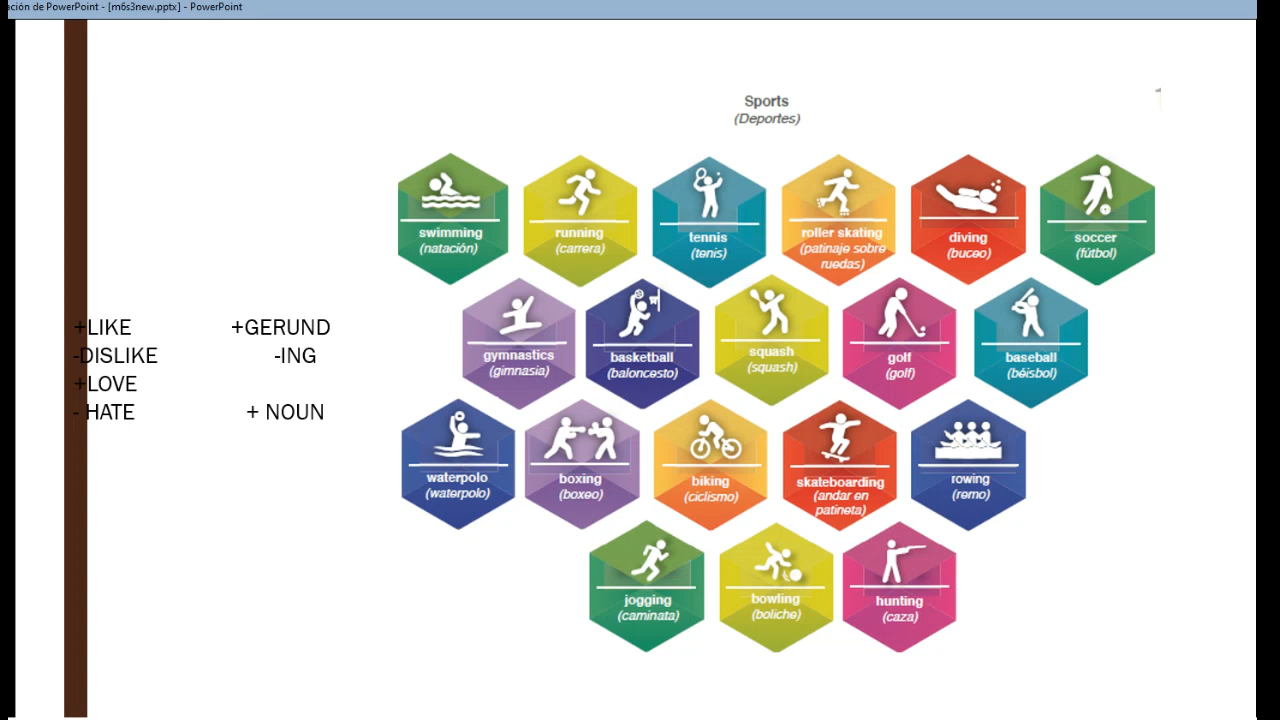 ación de PowerPoint - [m6s3new.pptx] - PowerPoint
Sports
(Deportes)
swimming
(natación)
running
(carrera)
tennis
(tenis)
roller skating
(patinaje sobre
ruedas)
diving
(buceo)
soccer
(fútbol)
+LIKE +GERUND
-DISLIKE -ING
+LOVE
- HATE + NOUN
gymnastics
(gimnasia)
basketball
(baloncesto)
squash
(squash)
golf
(golf)
baseball
(béisbol)
waterpolo
(waterpolo)
boxing
(boxeo)
biking
(ciclismo)
skateboarding
(andar en
patineta)
rowing
(remo)
jogging
(caminata)
bowling
(boliche)
hunting
(caza)